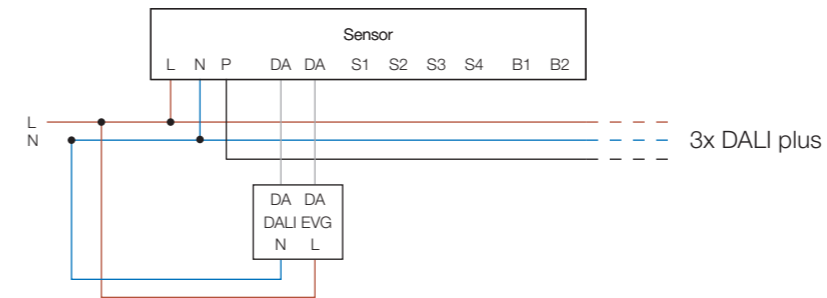 Sensor
L N P DA DA S1 S2 S3 S4 B1 B2
L
N
3x DALI plus
DA DA
DALI EVG
N L